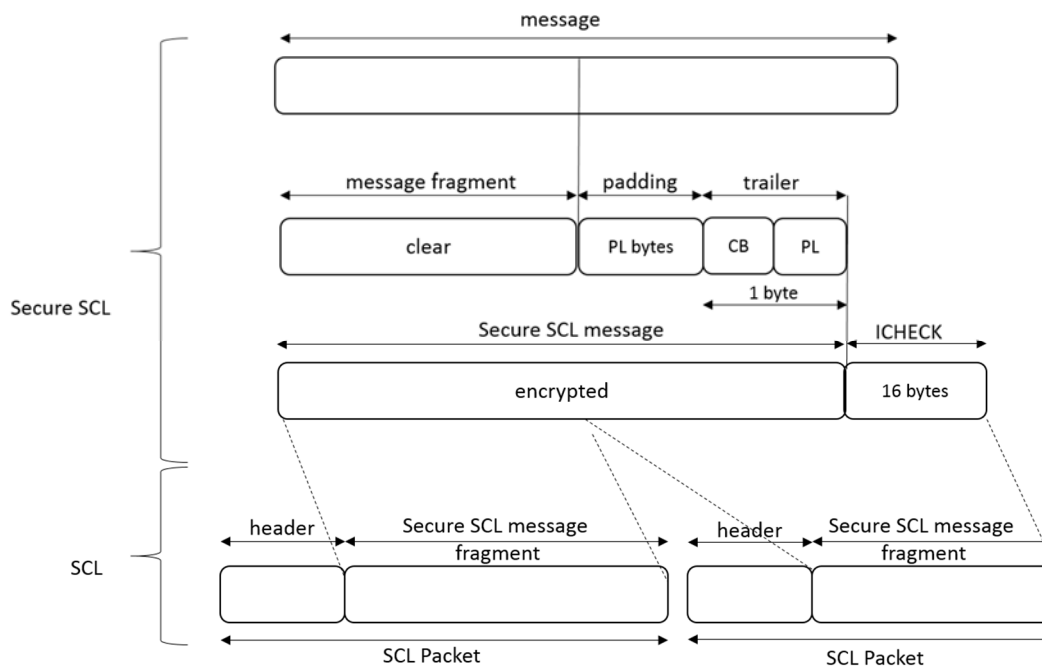 message
message fragment
padding
trailer
clear
PL bytes
CB
PL
1 byte
Secure SCL
Secure SCL message
ICHECK
encrypted
16 bytes
header
Secure SCL message
fragment
header
Secure SCL message
fragment
SCL
SCL Packet
SCL Packet